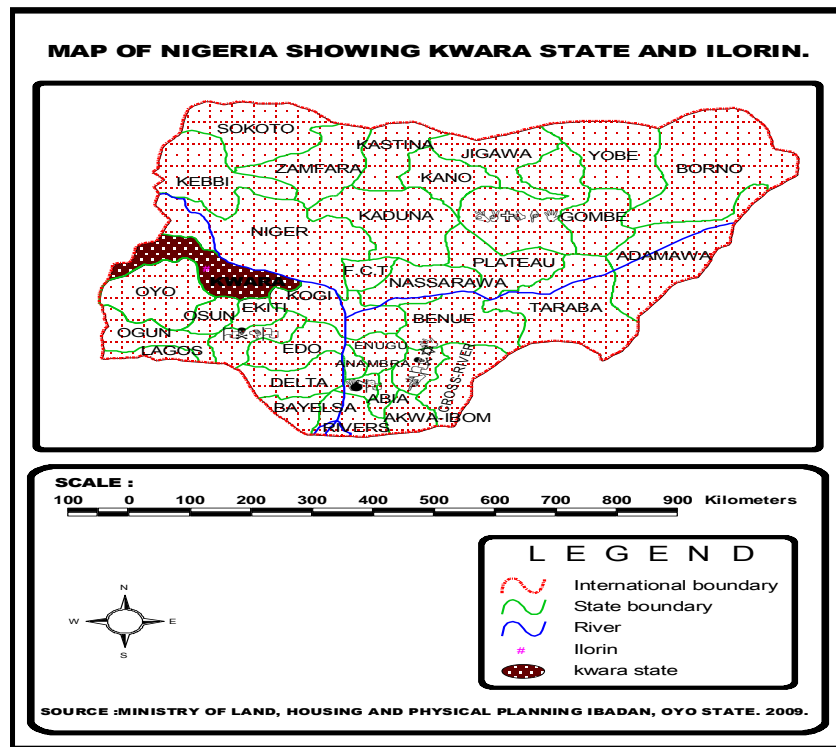 MAP OF NIGERIA SHOWING KWARA STATE AND ILORIN.
SOKOTO
KASTINA
JIGAWA
YOBE
BORNO
ZAMFARA
KANO
KEBBI
KADUNA
GOMBE
NIGER
ADAMAWA
PLATEAU
F.C.T.
NASSARAWA
KWARA
OYO
KOGI
TARABA
EKITI
OSUN
BENUE
OGUN
LAGOS
EDO
ENUGU
ANAMBRA
CROSS-RIVER
DELTA
ABIA
BAYELSA
AKWA-IBOM
RIVERS
SCALE :
100 0 100 200 300 400 500 600 700 800 900 Kilometers
LEGEND
International boundary
State boundary
River
# Ilorin
kwara state
N
W E
S
SOURCE :MINISTRY OF LAND, HOUSING AND PHYSICAL PLANNING IBADAN, OYO STATE. 2009.